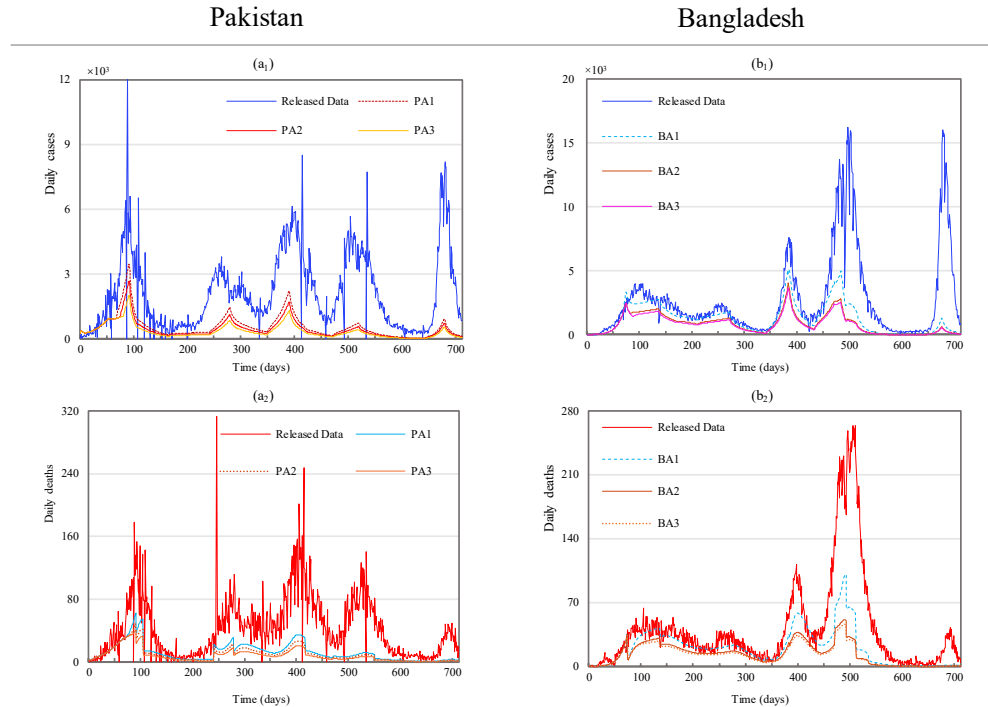 Pakistan
Bangladesh
(a₁)
×10³
12
9
6
3
0
Daily cases
Released Data
PA1
PA2
PA3
0 100 200 300 400 500 600 700
Time (days)
(b₁)
×10³
20
15
10
5
0
Daily cases
Released Data
BA1
BA2
BA3
0 100 200 300 400 500 600 700
Time (days)
(a₂)
320
240
160
80
0
Daily deaths
Released Data
PA1
PA2
PA3
0 100 200 300 400 500 600 700
Time (days)
(b₂)
280
210
140
70
0
Daily deaths
Released Data
BA1
BA2
BA3
0 100 200 300 400 500 600 700
Time (days)